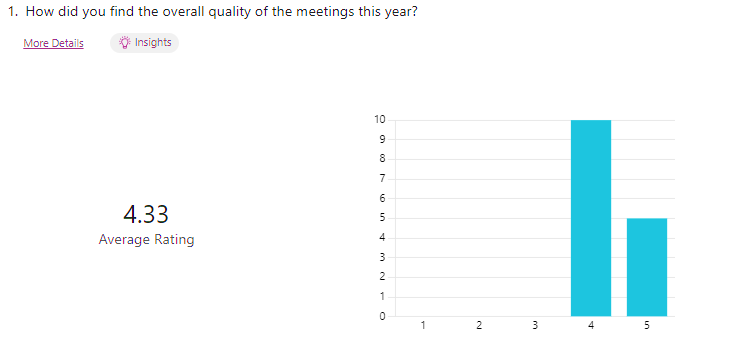 1. How did you find the overall quality of the meetings this year?
More Details
Insights
4.33
Average Rating
10
9
8
7
6
5
4
3
2
1
0
1 2 3 4 5